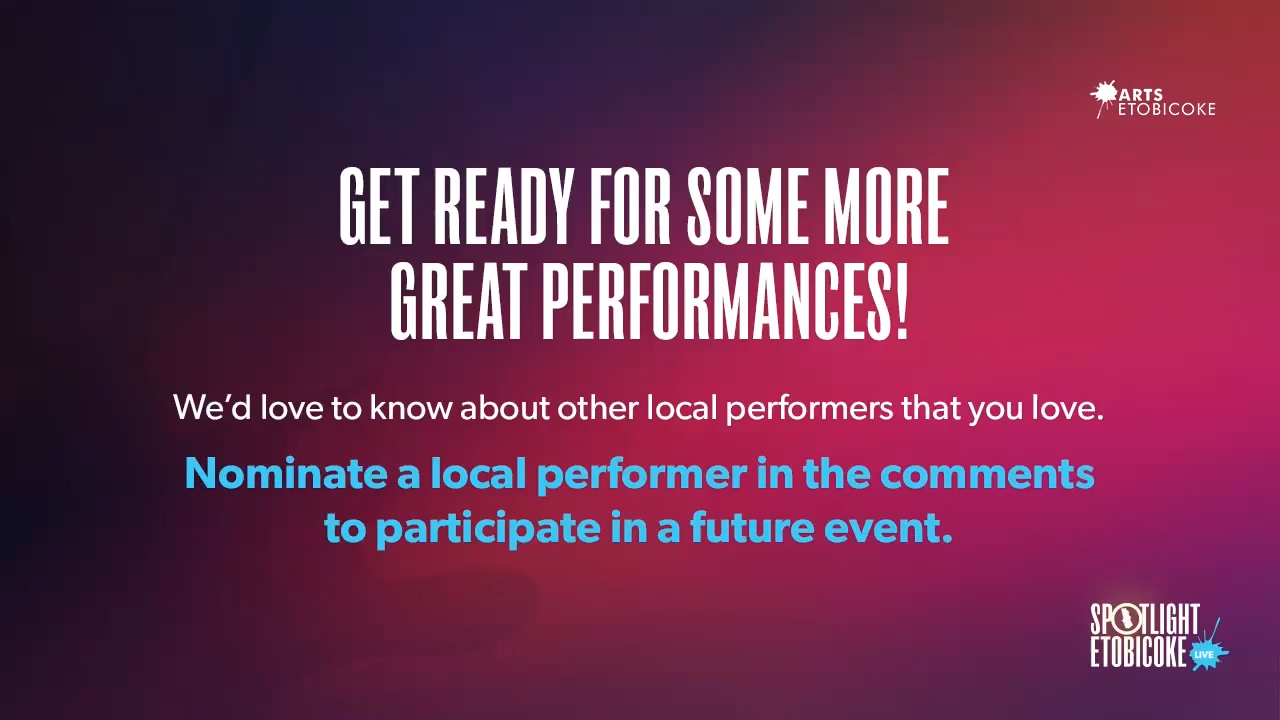 ARTS
ETOBICOKE
GET READY FOR SOME MORE
GREAT PERFORMANCES!
We’d love to know about other local performers that you love.
Nominate a local performer in the comments
to participate in a future event.
SPOTLIGHT
ETOBICOKE
LIVE